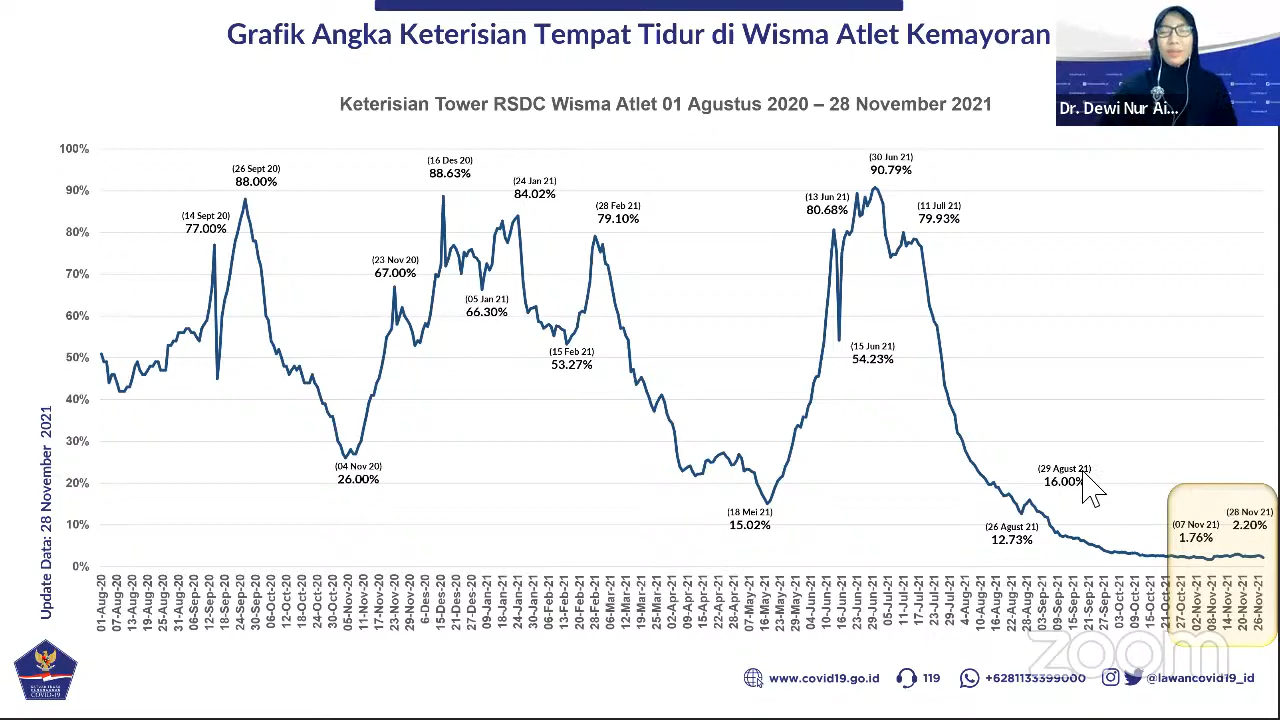 Grafik Angka Keterisian Tempat Tidur di Wisma Atlet Kemayoran
Dr. Dewi Nur Ai...
Keterisian Tower RSDC Wisma Atlet 01 Agustus 2020 – 28 November 2021
100%
90%
80%
70%
60%
50%
40%
30%
20%
10%
0%
(14 Sept 20)
77.00%
(26 Sept 20)
88.00%
(04 Nov 20)
26.00%
(23 Nov 20)
67.00%
(16 Des 20)
88.63%
(05 Jan 21)
66.30%
(24 Jan 21)
84.02%
(15 Feb 21)
53.27%
(28 Feb 21)
79.10%
(18 Mei 21)
15.02%
(13 Jun 21)
80.68%
(15 Jun 21)
54.23%
(30 Jun 21)
90.79%
(11 Juli 21)
79.93%
(26 Agust 21)
12.73%
(29 Agust 21)
16.00%
(07 Nov 21)
1.76%
(28 Nov 21)
2.20%
Update Data: 28 November 2021
01-Aug-20
07-Aug-20
13-Aug-20
19-Aug-20
25-Aug-20
31-Aug-20
06-Sep-20
12-Sep-20
18-Sep-20
24-Sep-20
30-Sep-20
06-Oct-20
12-Oct-20
18-Oct-20
24-Oct-20
30-Oct-20
05-Nov-20
11-Nov-20
17-Nov-20
23-Nov-20
29-Nov-20
6-Des-20
15-Des-20
21-Des-20
27-Des-20
09-Jan-21
17-Jan-21
24-Jan-21
30-Jan-21
06-Feb-21
13-Feb-21
20-Feb-21
28-Feb-21
06-Mar-21
13-Mar-21
19-Mar-21
25-Mar-21
02-Apr-21
09-Apr-21
15-Apr-21
22-Apr-21
28-Apr-21
07-May-21
16-May-21
23-May-21
29-May-21
04-Jun-21
11-Jun-21
17-Jun-21
23-Jun-21
29-Jun-21
05-Jul-21
11-Jul-21
17-Jul-21
23-Jul-21
29-Jul-21
4-Aug-21
10-Aug-21
16-Aug-21
22-Aug-21
28-Aug-21
03-Sep-21
09-Sep-21
15-Sep-21
21-Sep-21
27-Sep-21
03-Oct-21
09-Oct-21
15-Oct-21
21-Oct-21
27-Oct-21
02-Nov-21
08-Nov-21
14-Nov-21
20-Nov-21
26-Nov-21
COVID-19
www.covid19.go.id
119
+6281133399000
@lawancovid19_id
zoom